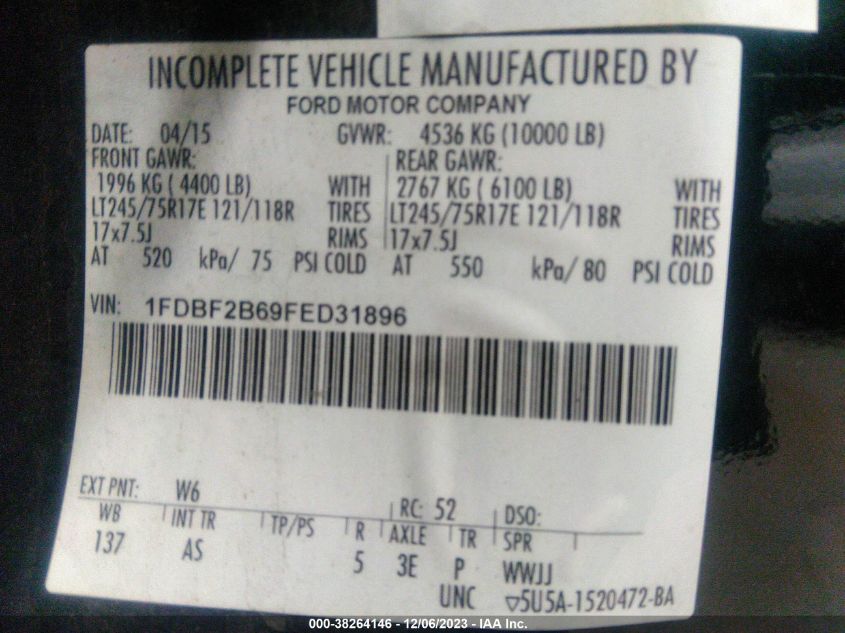 INCOMPLETE VEHICLE MANUFACTURED BY
FORD MOTOR COMPANY
DATE: 04/15 GVWR: 4536 KG (10000 LB)
FRONT GAWR: REAR GAWR:
1996 KG ( 4400 LB) WITH 2767 KG ( 6100 LB) WITH
LT245/75R17E 121/118R TIRES LT245/75R17E 121/118R TIRES
17x7.5J RIMS 17x7.5J RIMS
AT 520 kPa/ 75 PSI COLD AT 550 kPa/ 80 PSI COLD
VIN: 1FDBF2B69FED31896
EXT PNT: W6 RC: 52 DSO:
WB INT TR TP/PS R AXLE TR SPR
137 AS 5 3E P WWJJ
UNC ▽5U5A-1520472-BA
000-38264146 - 12/06/2023 - IAA Inc.